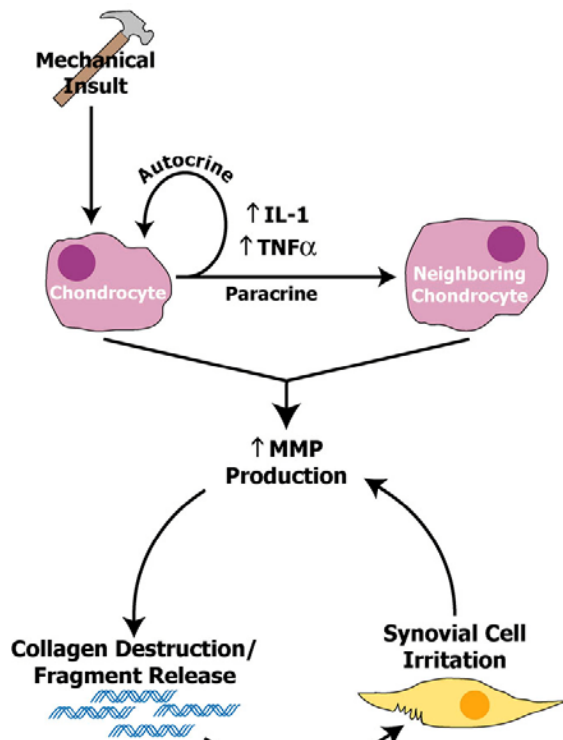 Mechanical
Insult
Autocrine
↑ IL-1
↑ TNFα
Chondrocyte
Paracrine
Neighboring
Chondrocyte
↑ MMP
Production
Collagen Destruction/
Fragment Release
Synovial Cell
Irritation